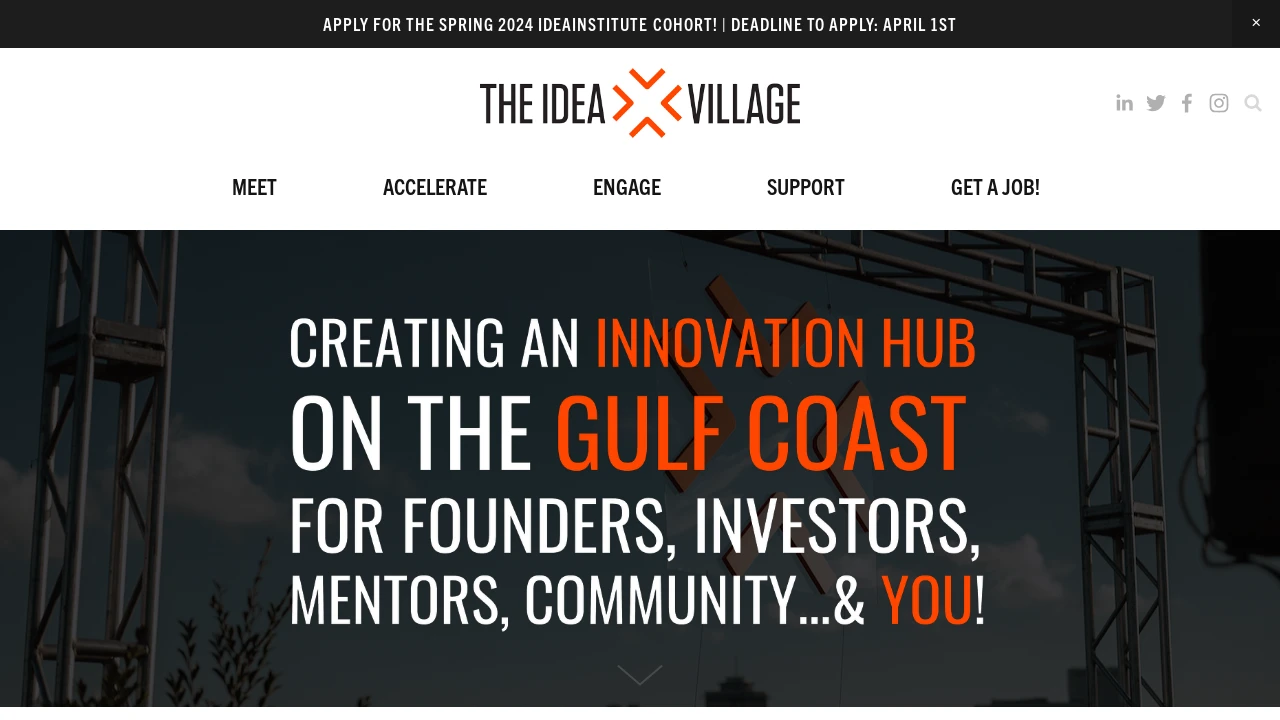 APPLY FOR THE SPRING 2024 IDEAINSTITUTE COHORT! | DEADLINE TO APPLY: APRIL 1ST
THE IDEA VILLAGE
MEET ACCELERATE ENGAGE SUPPORT GET A JOB!
CREATING AN INNOVATION HUB
ON THE GULF COAST
FOR FOUNDERS, INVESTORS,
MENTORS, COMMUNITY...& YOU!